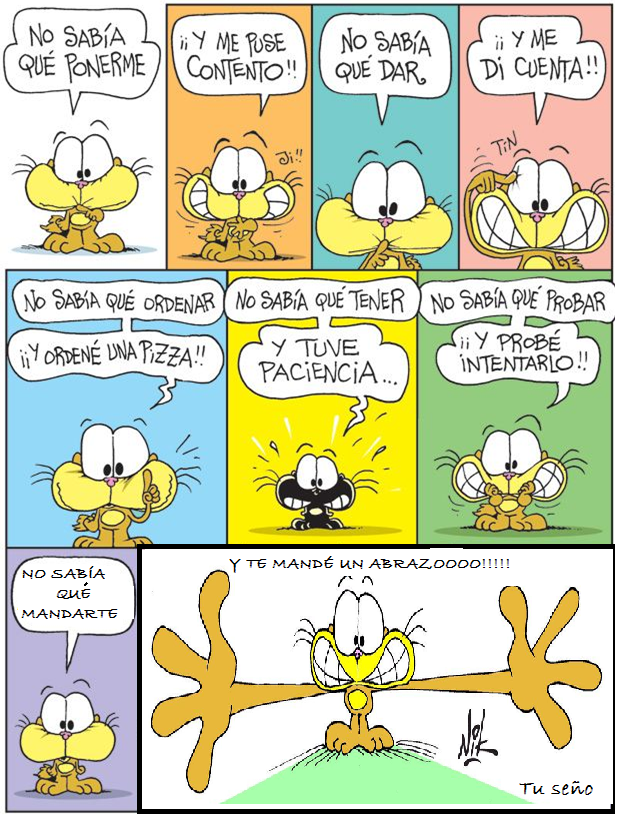 NO SABÍA
QUÉ PONERME
¡¡Y ME PUSE
CONTENTO!!
Ji!!
NO SABÍA
QUÉ DAR
¡¡Y ME
DI CUENTA!!
TiN
NO SABÍA QUÉ ORDENAR
¡¡Y ORDENÉ UNA PIZZA!!
NO SABÍA QUÉ TENER
Y TUVE
PACIENCIA...
NO SABÍA QUÉ PROBAR
¡¡Y PROBÉ
INTENTARLO!!
NO SABÍA
QUÉ
MANDARTE
Y TE MANDÉ UN ABRAZOOOO!!!!!
NiK
Tu seño